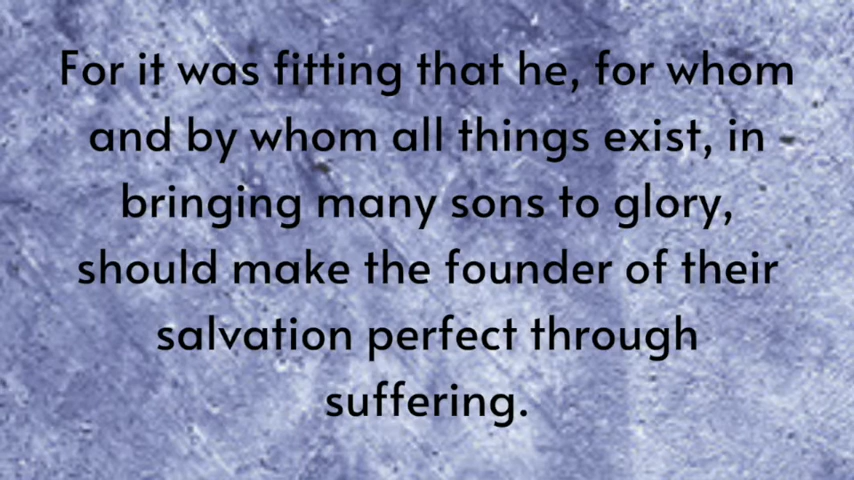 For it was fitting that he, for whom
and by whom all things exist, in
bringing many sons to glory,
should make the founder of their
salvation perfect through
suffering.